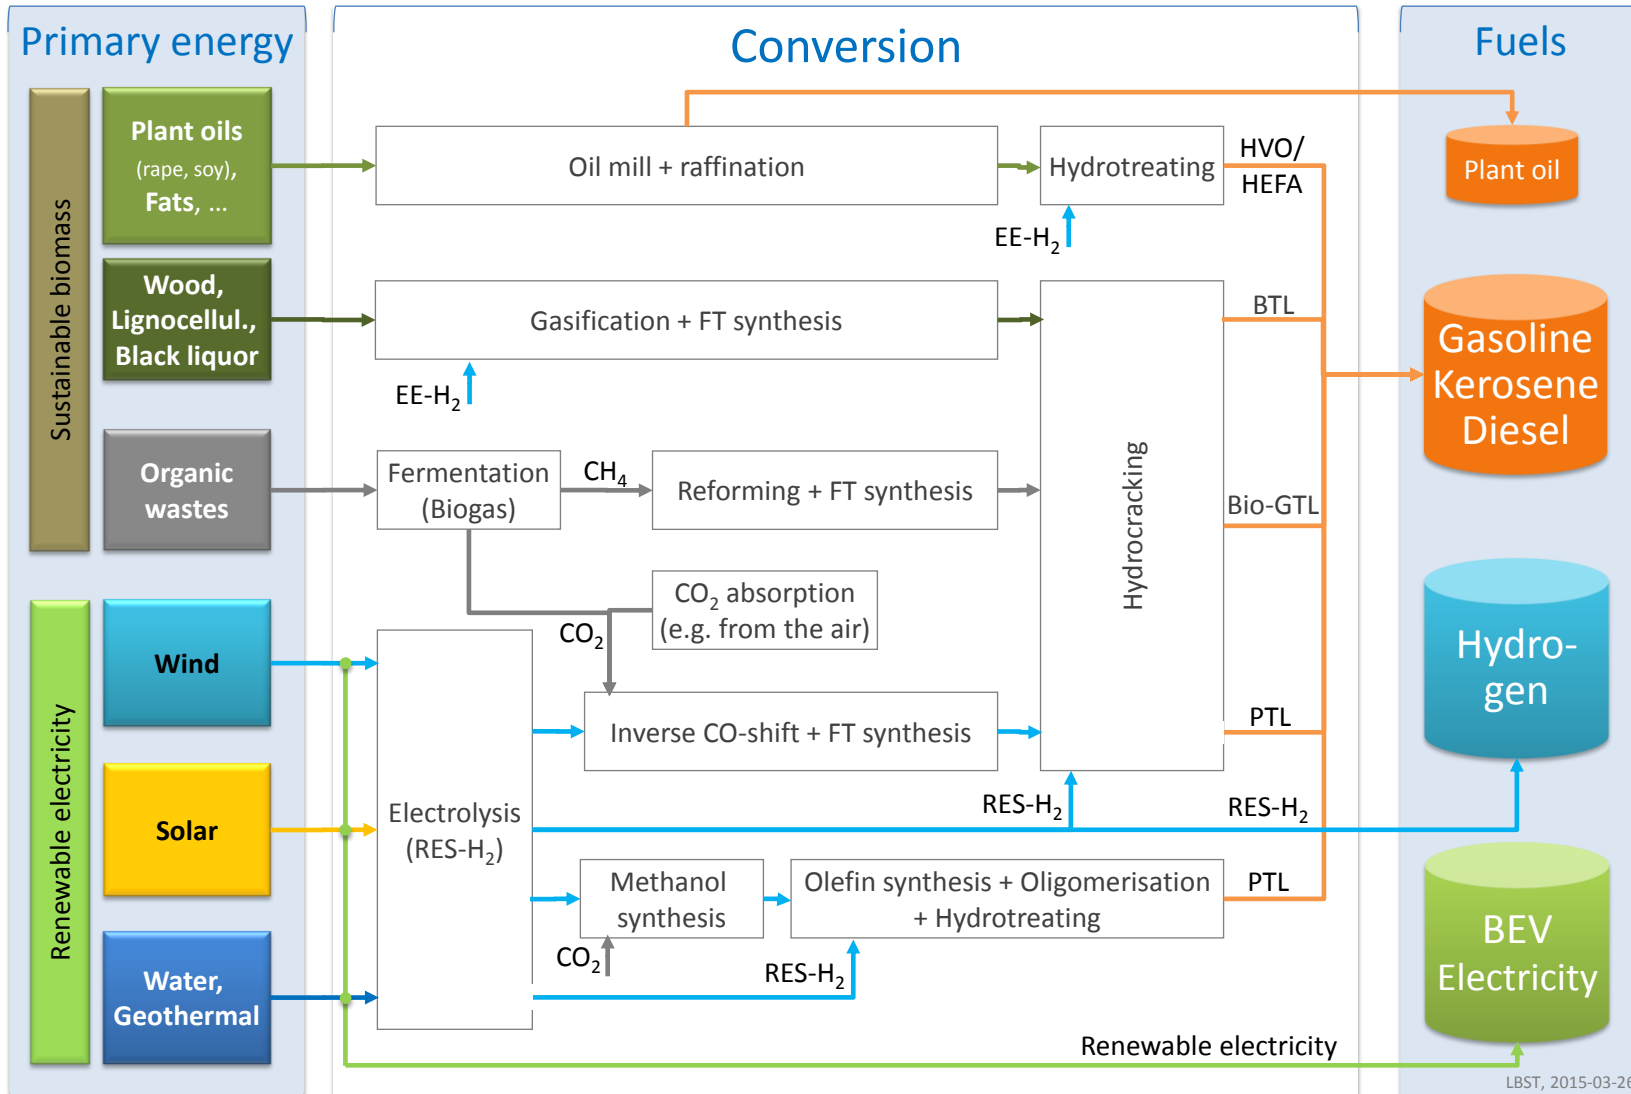 Primary energy
Conversion
Fuels
Sustainable biomass
Plant oils
(rape, soy),
Fats, ...
Oil mill + raffination
Hydrotreating
HVO/
HEFA
Plant oil
EE-H₂
Wood,
Lignocellul.,
Black liquor
Gasification + FT synthesis
BTL
EE-H₂
Gasoline
Kerosene
Diesel
Organic
wastes
Fermentation
(Biogas)
CH₄
Reforming + FT synthesis
Hydrocracking
Bio-GTL
CO₂ absorption
(e.g. from the air)
CO₂
Renewable electricity
Wind
Inverse CO-shift + FT synthesis
PTL
Hydro-
gen
Solar
Electrolysis
(RES-H₂)
RES-H₂
RES-H₂
Methanol
synthesis
Olefin synthesis + Oligomerisation
+ Hydrotreating
PTL
CO₂
RES-H₂
BEV
Electricity
Water,
Geothermal
Renewable electricity
LBST, 2015-03-26